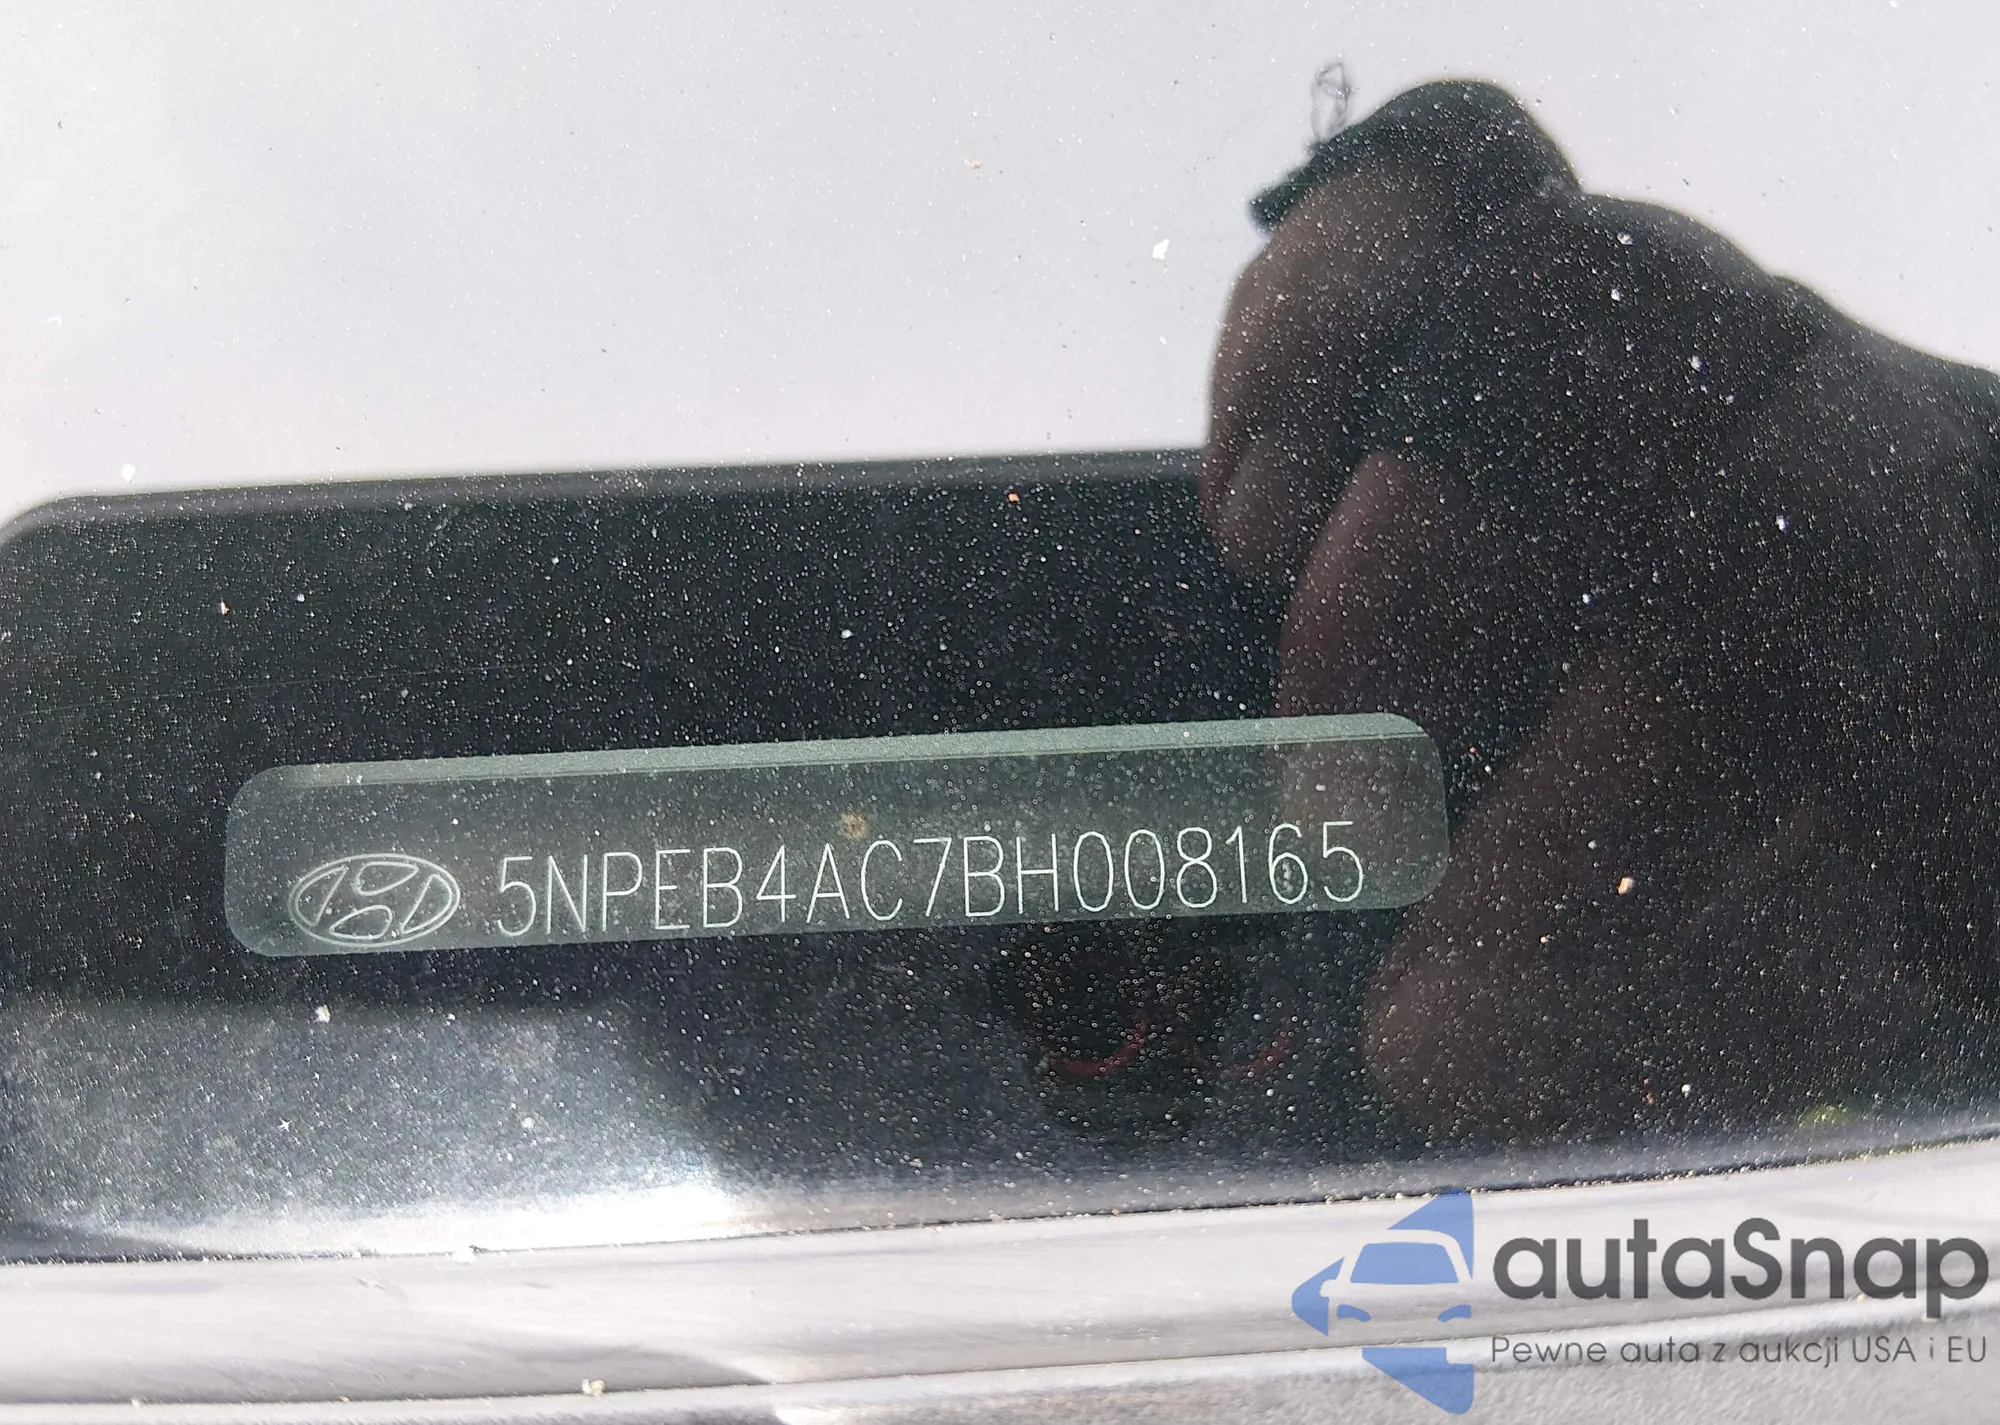 5NPEB4AC7BH008165
autaSnap
Pewne auta z aukcji USA i EU